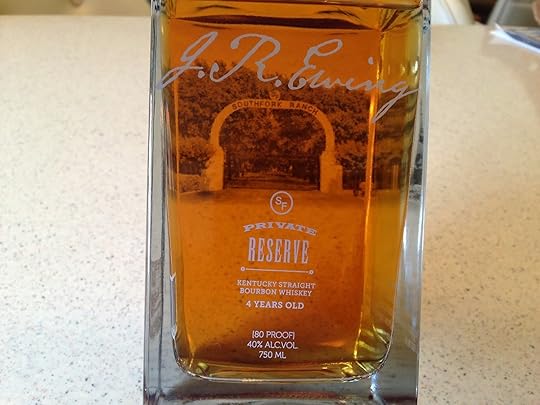 J.R. Ewing
SOUTHFORK RANCH
SF
PRIVATE
RESERVE
KENTUCKY STRAIGHT
BOURBON WHISKEY
4 YEARS OLD
[80 PROOF]
40% ALC.VOL.
750 ML